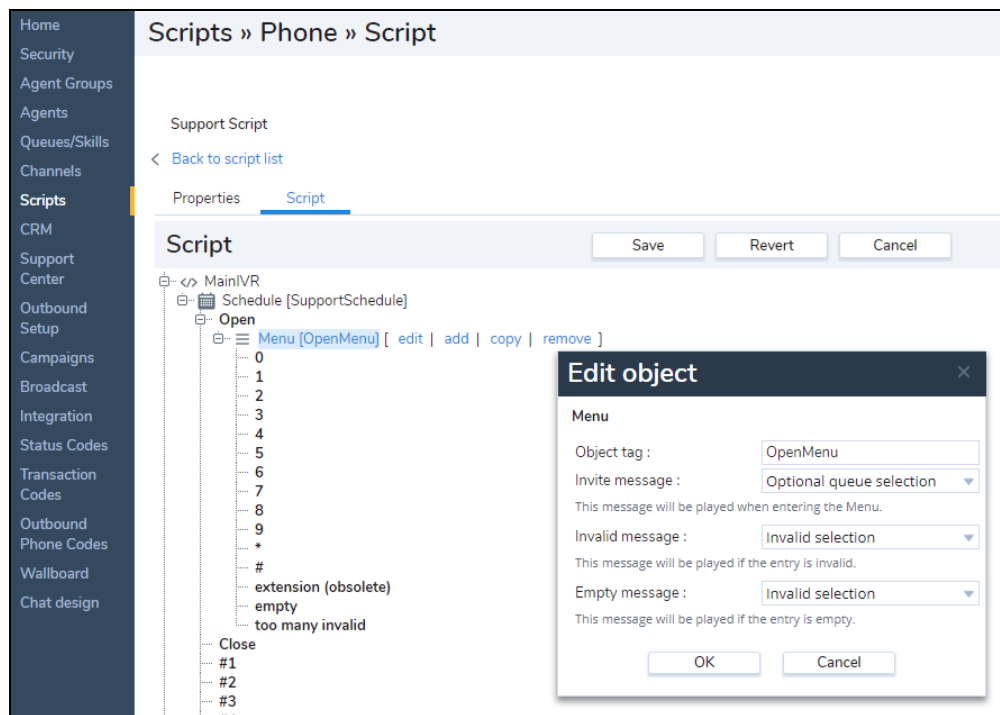 Home
Security
Agent Groups
Agents
Queues/Skills
Channels
Scripts
CRM
Support
Center
Outbound
Setup
Campaigns
Broadcast
Integration
Status Codes
Transaction
Codes
Outbound
Phone Codes
Wallboard
Chat design
Scripts » Phone » Script
Support Script
< Back to script list
Properties Script
Script Save Revert Cancel
</> MainIVR
Schedule [SupportSchedule]
Open
Menu [OpenMenu] [ edit | add | copy | remove ]
0
1
2
3
4
5
6
7
8
9
*
#
extension (obsolete)
empty
too many invalid
Close
#1
#2
#3
Edit object ×
Menu
Object tag : OpenMenu
Invite message : Optional queue selection
This message will be played when entering the Menu.
Invalid message : Invalid selection
This message will be played if the entry is invalid.
Empty message : Invalid selection
This message will be played if the entry is empty.
OK Cancel